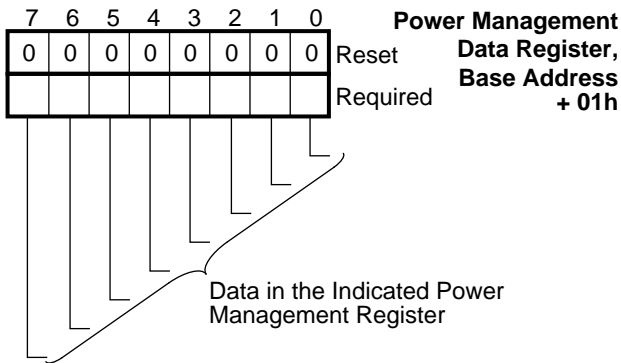 7 6 5 4 3 2 1 0
0 0 0 0 0 0 0 0 Reset
Required
Power Management
Data Register,
Base Address
+ 01h
Data in the Indicated Power
Management Register